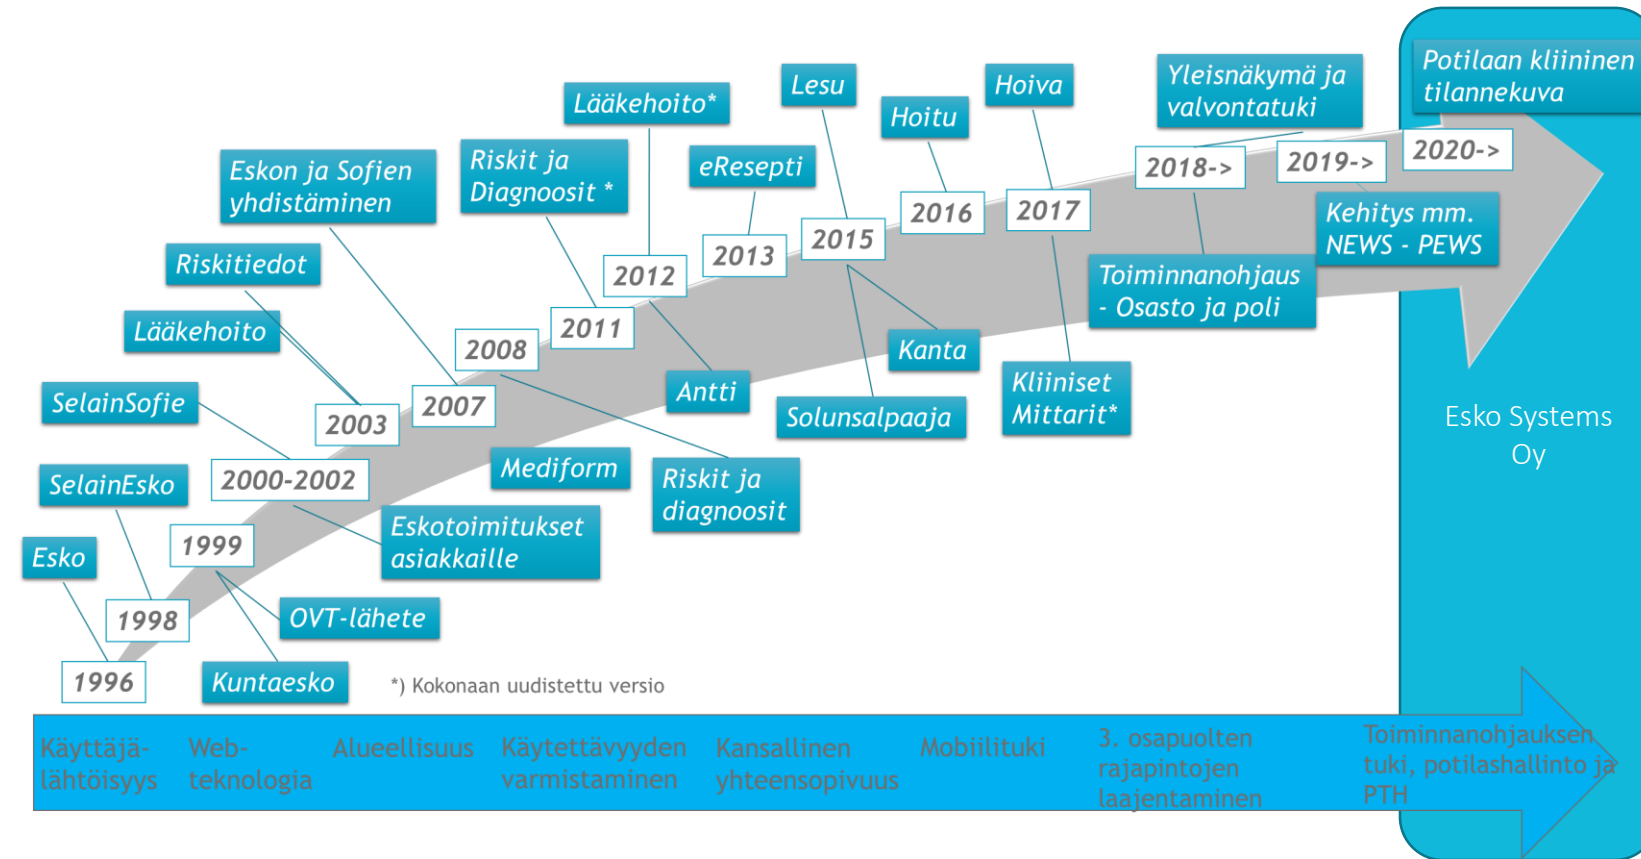 Potilaan kliininen
tilannekuva
Yleisnäkymä ja
valvontatuki
Lesu
Hoiva
Lääkehoito*
Hoitu
Riskit ja
Diagnoosit *
eResepti
Eskon ja Sofien
yhdistäminen
2018->
2019->
2020->
2016
2017
Kehitys mm.
NEWS - PEWS
2013
2015
Riskitiedot
2012
Toiminnanohjaus
- Osasto ja poli
Lääkehoito
2011
2008
Kanta
Antti
Kliiniset
Mittarit*
SelainSofie
2003
2007
Solunsalpaaja
Esko Systems
Oy
SelainEsko
2000-2002
Mediform
Riskit ja
diagnoosit
Eskotoimitukset
asiakkaille
1999
Esko
1998
OVT-lähete
1996
Kuntaesko
*) Kokonaan uudistettu versio
Käyttäjä-
lähtöisyys
Web-
teknologia
Alueellisuus
Käytettävyyden
varmistaminen
Kansallinen
yhteensopivuus
Mobiilituki
3. osapuolten
rajapintojen
laajentaminen
Toiminnanohjauksen
tuki, potilashallinto ja
PTH